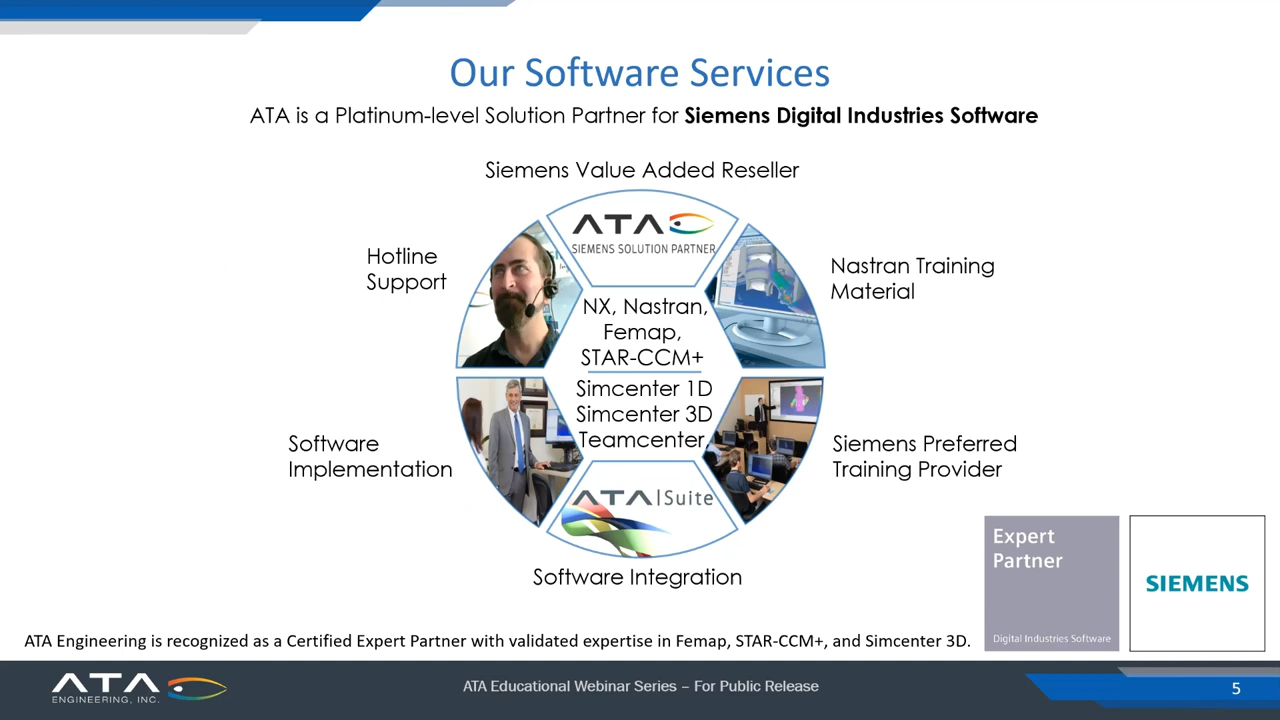 Our Software Services
ATA is a Platinum-level Solution Partner for Siemens Digital Industries Software
Siemens Value Added Reseller
ATA
SIEMENS SOLUTION PARTNER
Hotline
Support
Nastran Training
Material
NX, Nastran,
Femap,
STAR-CCM+
Simcenter 1D
Simcenter 3D
Teamcenter
Software
Implementation
Siemens Preferred
Training Provider
ATA|Suite
Software Integration
Expert
Partner
Digital Industries Software
SIEMENS
ATA Engineering is recognized as a Certified Expert Partner with validated expertise in Femap, STAR-CCM+, and Simcenter 3D.
ATA
ENGINEERING, INC.
ATA Educational Webinar Series – For Public Release
5